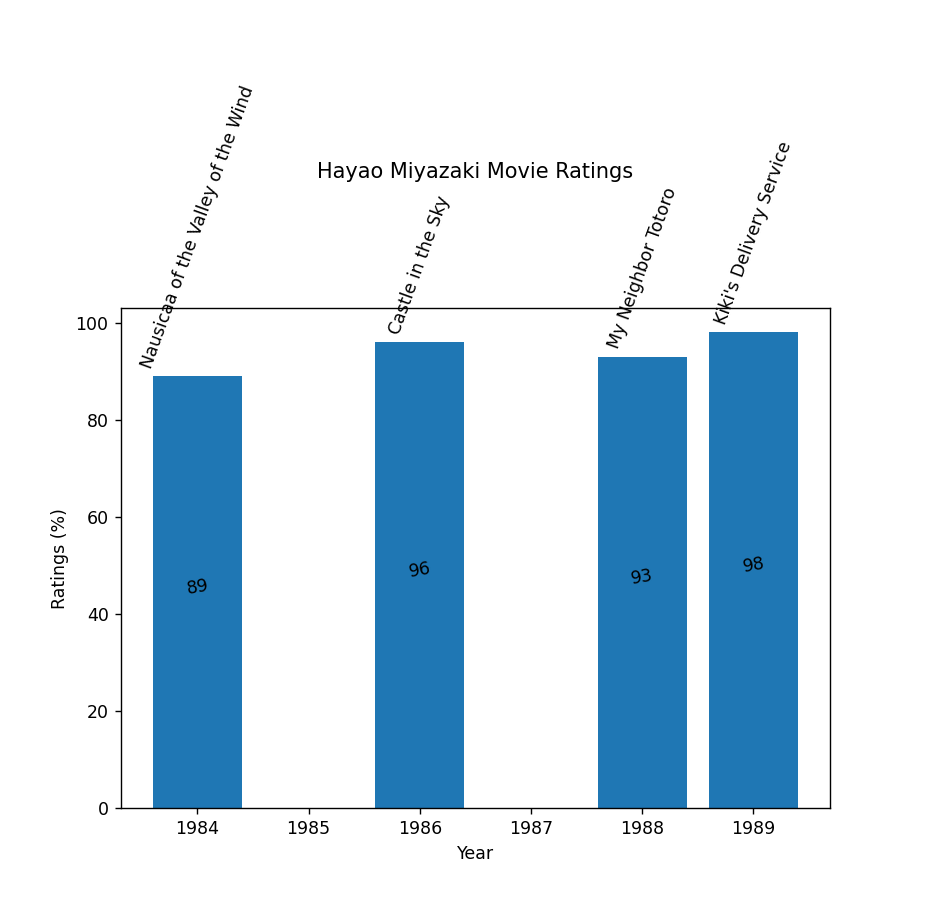 Hayao Miyazaki Movie Ratings
Nausicaa of the Valley of the Wind
Castle in the Sky
My Neighbor Totoro
Kiki's Delivery Service
Ratings (%)
100
80
60
40
20
0
89
96
93
98
1984
1985
1986
1987
1988
1989
Year